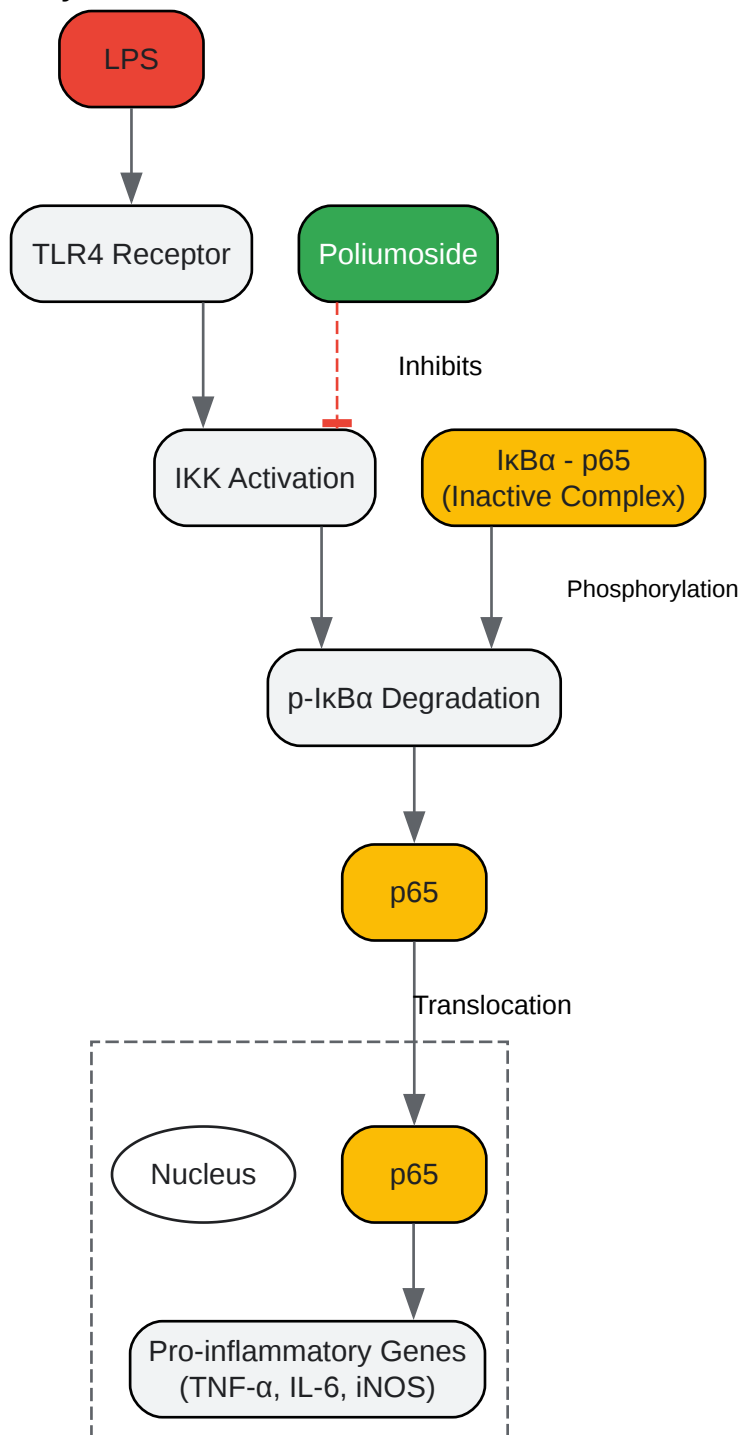 LPS
TLR4 Receptor
Poliumoside
Inhibits
IKK Activation
IκBα - p65
(Inactive Complex)
Phosphorylation
p-IκBα Degradation
p65
Translocation
Nucleus
p65
Pro-inflammatory Genes
(TNF-α, IL-6, iNOS)